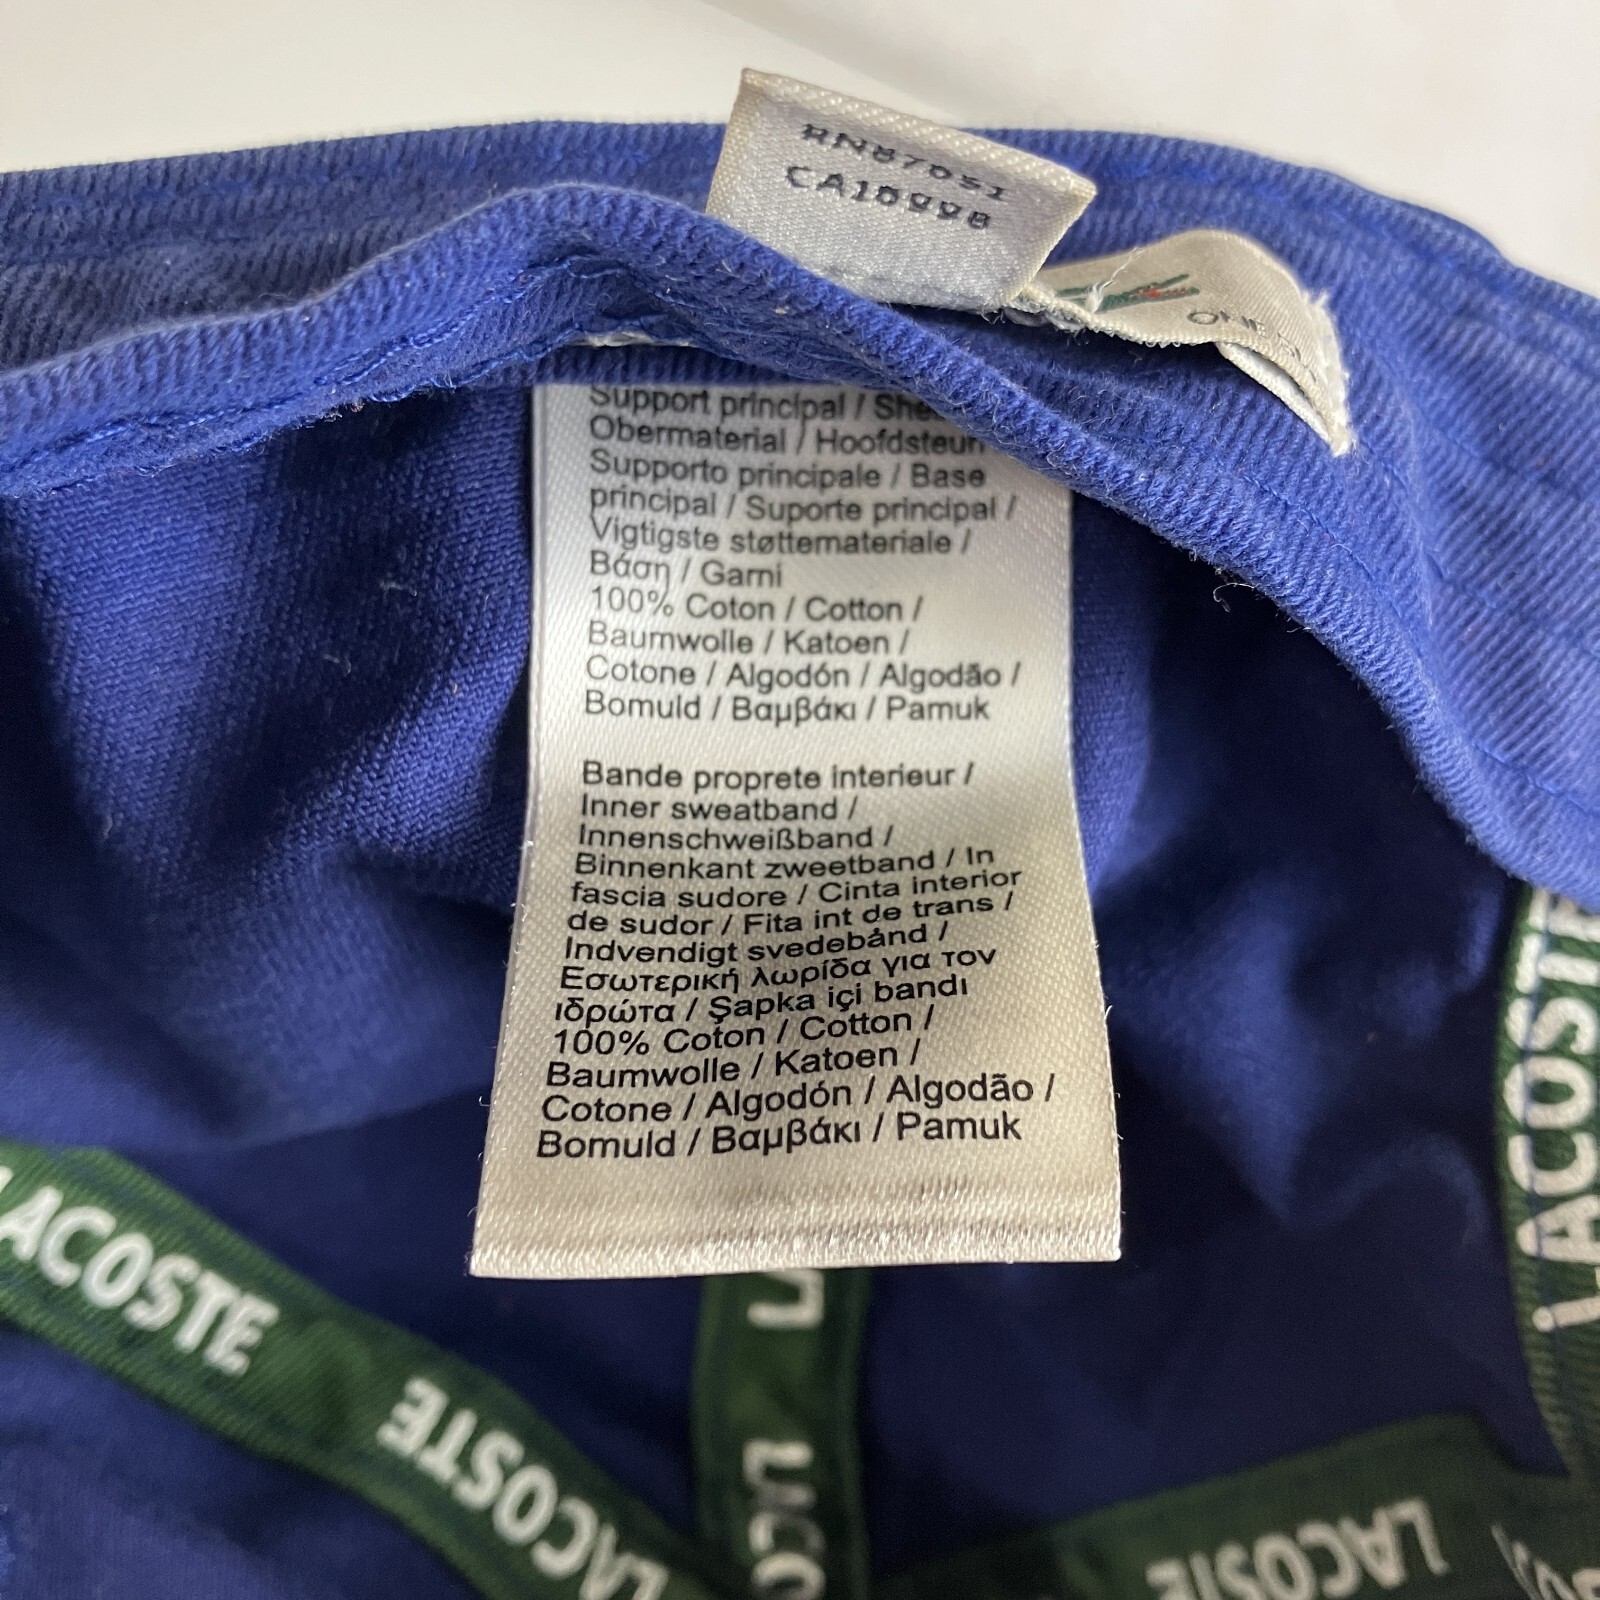 RN87051
CA18998
ONE
Support principal / She
Obermaterial / Hoofdsteun
Supporto principale / Base
principal / Suporte principal /
Vigtigste støttemateriale /
Βάση / Garni
100% Coton / Cotton /
Baumwolle / Katoen /
Cotone / Algodón / Algodão /
Bomuld / Βαμβάκι / Pamuk
Bande proprete interieur /
Inner sweatband /
Innenschweißband /
Binnenkant zweetband / In
fascia sudore / Cinta interior
de sudor / Fita int de trans /
Indvendigt svedebånd /
Εσωτερική λωρίδα για τον
ιδρώτα / Şapka içi bandı
100% Coton / Cotton /
Baumwolle / Katoen /
Cotone / Algodón / Algodão /
Bomuld / Βαμβάκι / Pamuk
LACOSTE
LACOSTE
LACOSTE
LACOSTE